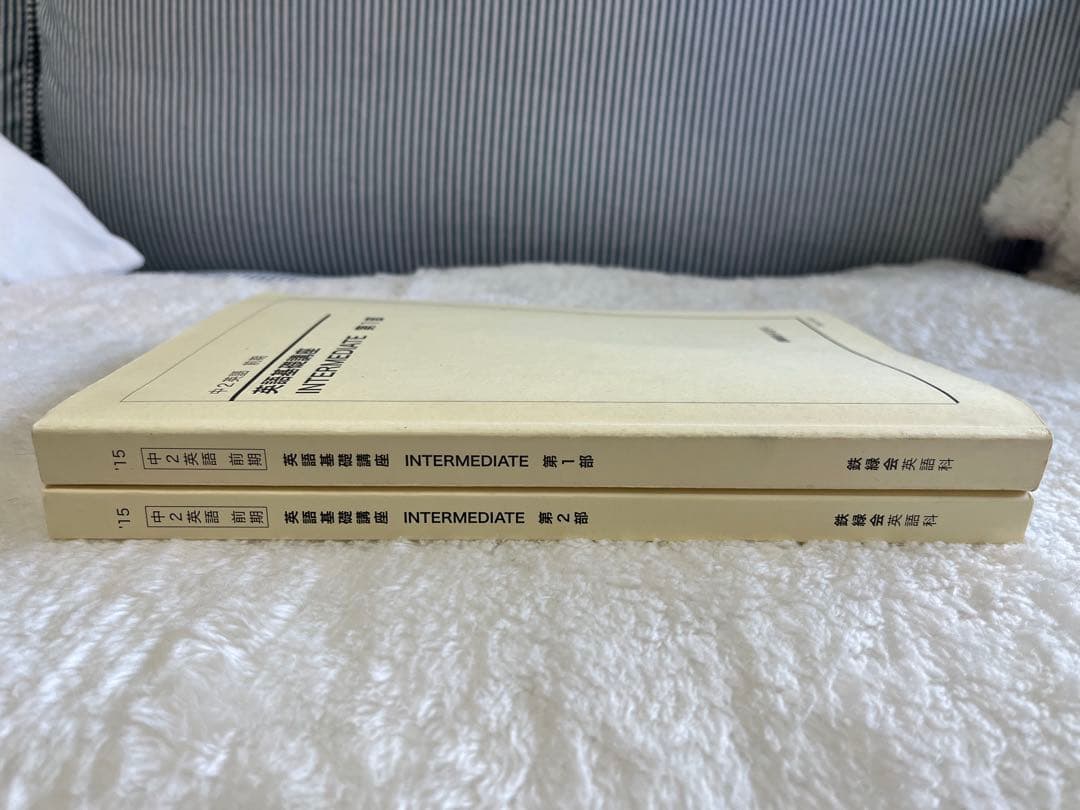 中2英語 前期
英語基礎講座
INTERMEDIATE 第1部
'15 中2英語 前期 英語基礎講座 INTERMEDIATE 第1部 鉄緑会英語科
'15 中2英語 前期 英語基礎講座 INTERMEDIATE 第2部 鉄緑会英語科